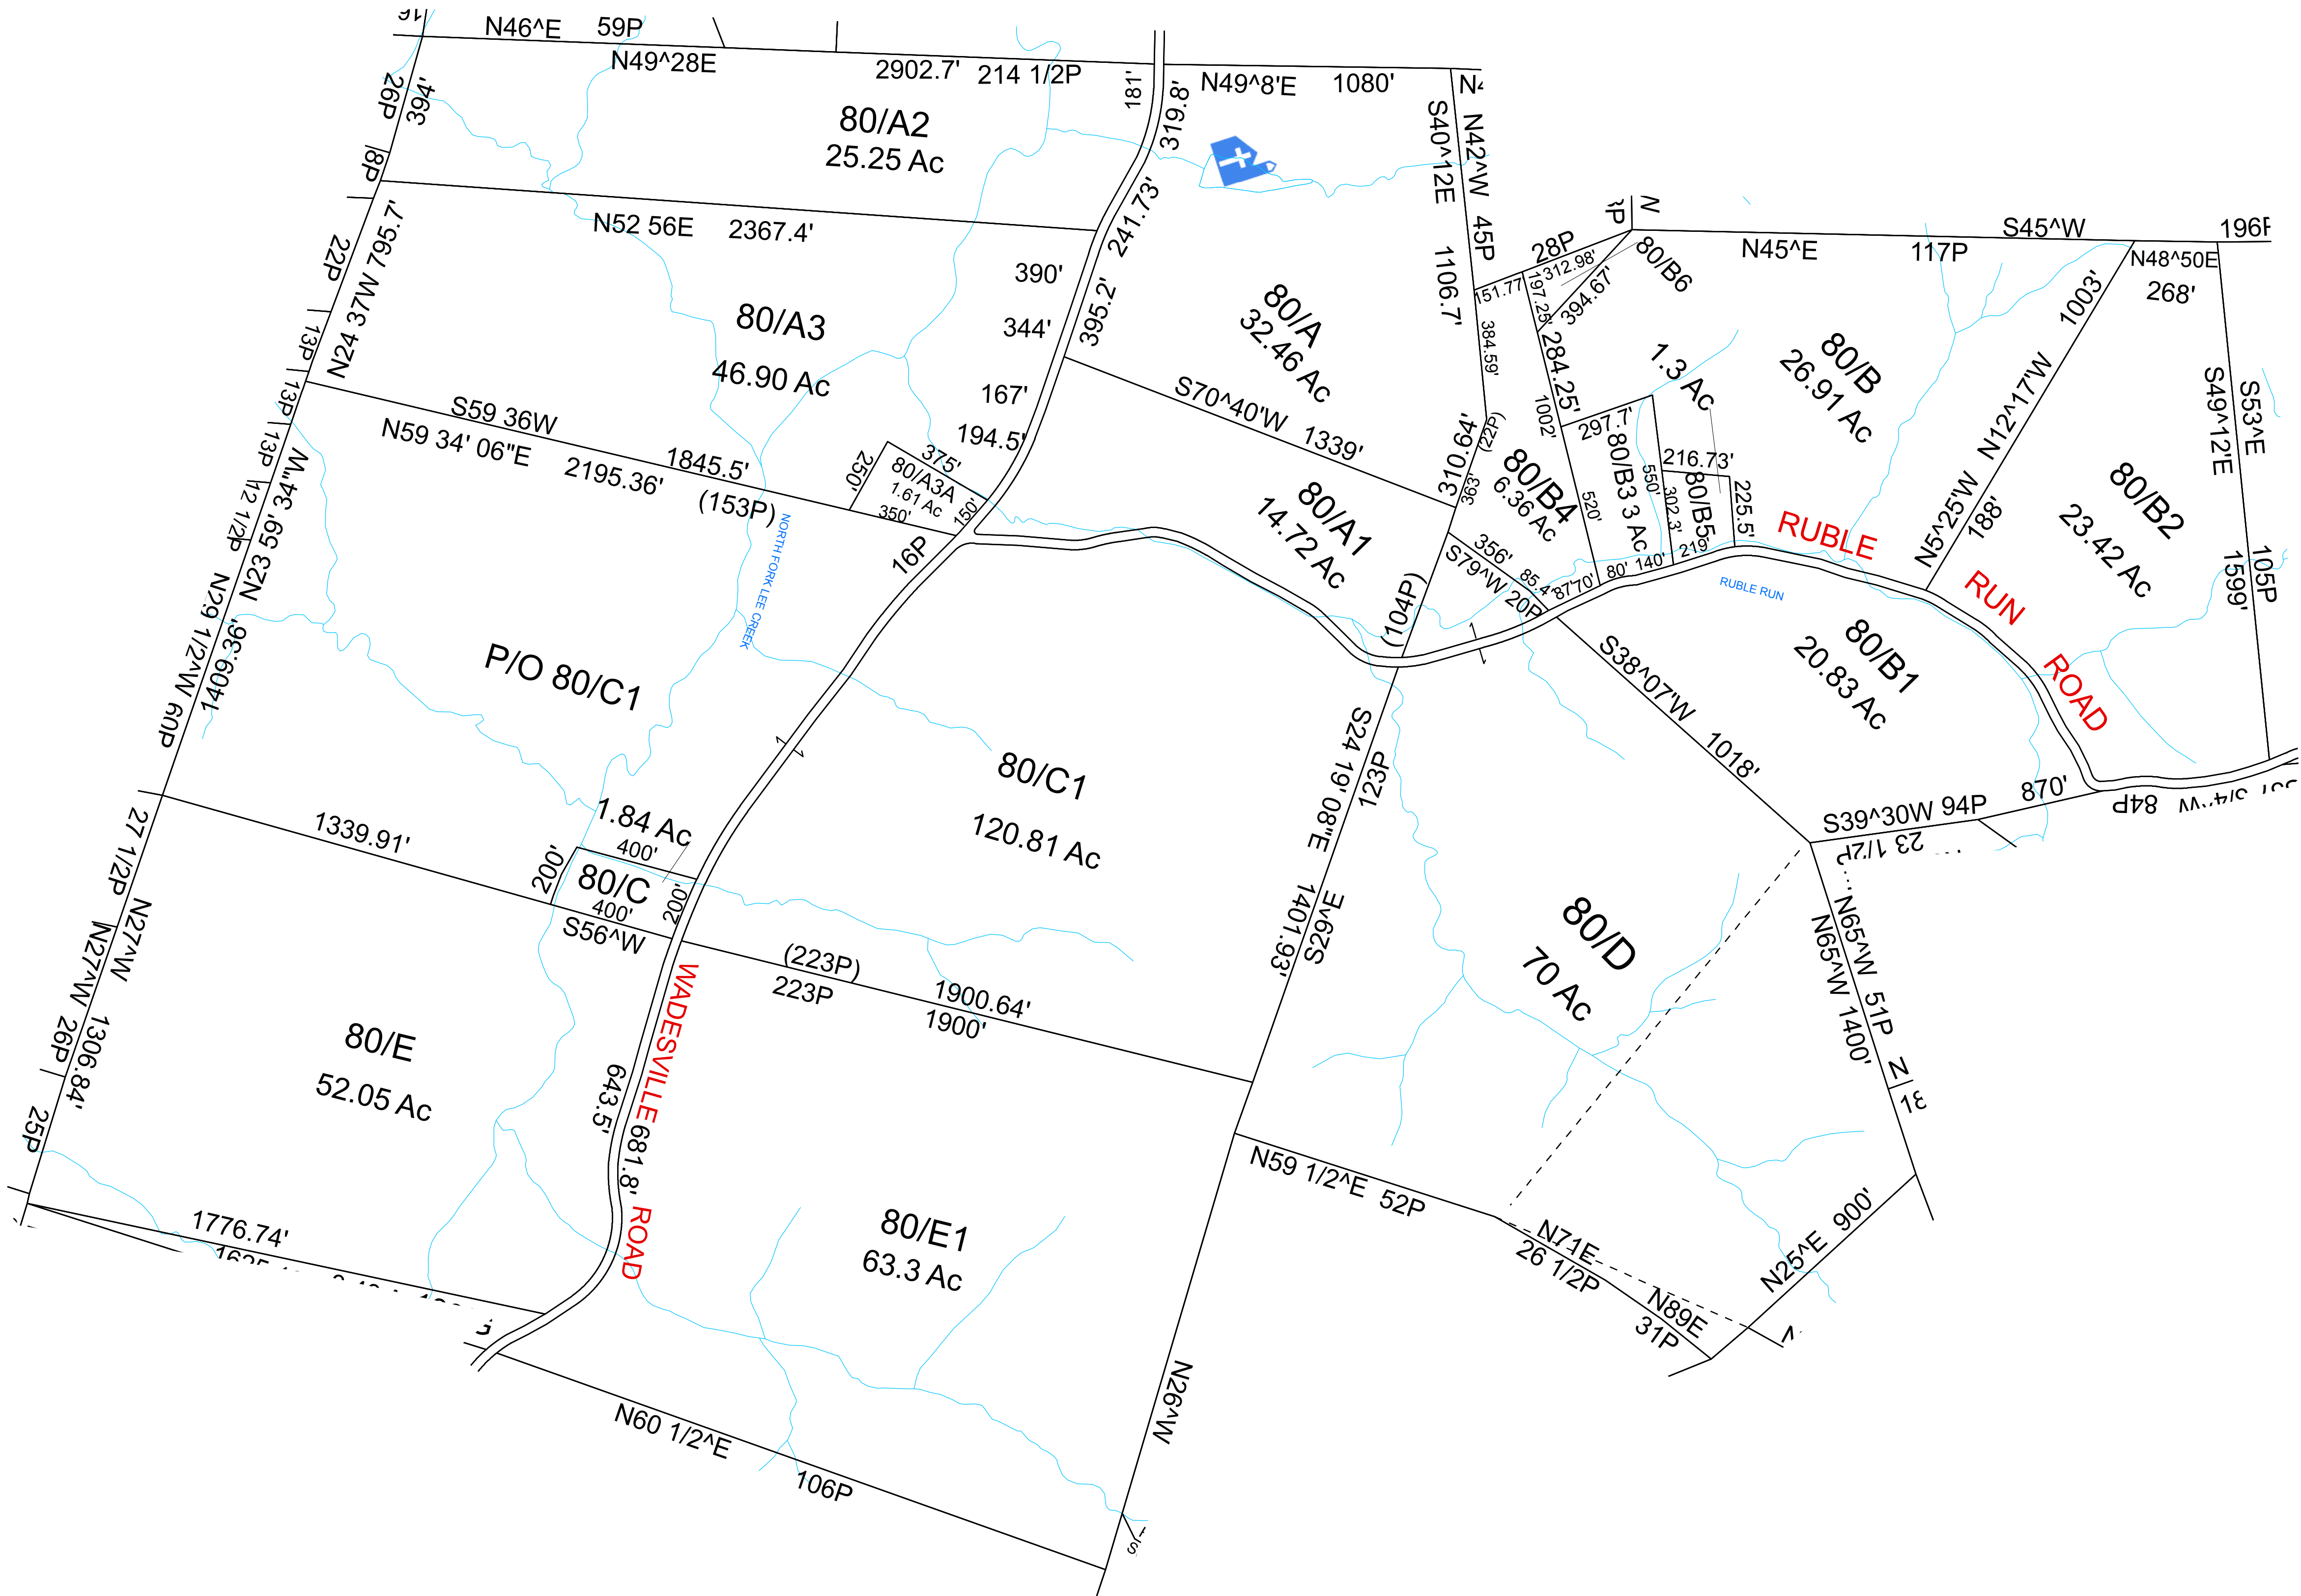 N46^E 59P
N49^28E
2902.7' 214 1/2P
181'
319.8'
N49^8'E 1080'
26P
394'
8P
80/A2
25.25 Ac
S40^12E
1106.7'
N42^W 45P
N52 56E 2367.4'
241.73'
22P
N24 37W 795.7'
13P
13P
390'
344'
167'
194.5'
395.2'
80/A3
46.90 Ac
80/A
32.46 Ac
28P
151.77'
312.98'
197.25'
394.67'
80/B6
N45^E 117P
S45^W
N48^50E
268'
384.59'
284.25'
1002'
1.3 Ac
80/B
26.91 Ac
N12^17'W 1003'
S53^E
S49^12'E
105P
1599'
S59 36W
1845.5'
N59 34' 06"E 2195.36' (153P)
375'
250'
80/A3A
1.61 Ac
350'
150'
S70^40'W 1339'
310.64'
(22P)
363'
80/A1
14.72 Ac
80/B4
6.36 Ac
297.7'
80/B3 3 Ac
550'
520'
216.73'
302.3'
80/B5
225.5'
219'
140'
80'
70'
87'
85.4'
356'
S79^W 20P
RUBLE
RUN
ROAD
RUBLE RUN
N5^25'W
188'
80/B2
23.42 Ac
80/B1
20.83 Ac
13P
12 1/2P
N23 59' 34"W
1409.36'
N29 1/2^W 60P
16P
NORTH FORK LEE CREEK
(104P)
P/O 80/C1
S38^07'W 1018'
S24 19' 08"E
123P
S29^E
1401.93'
80/C1
120.81 Ac
S39^30W 94P 870'
23 1/2P
84P
27 1/2P
1339.91'
1.84 Ac
400'
200'
80/C
400'
200'
S56^W
(223P)
223P
1900.64'
1900'
N27^W
N27^W 26P
1306.84'
25P
80/E
52.05 Ac
WADESVILLE
ROAD
643.5'
681.8'
80/D
70 Ac
N65^W 51P
N65^W 1400'
N59 1/2^E 52P
N71E
26 1/2P
N89E
31P
N25^E 900'
1776.74'
80/E1
63.3 Ac
N26^W
N60 1/2^E
106P